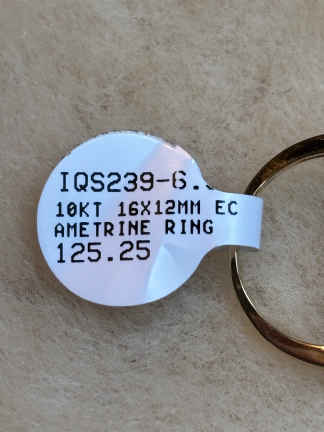 IQS239-6.
10KT 16X12MM EC
AMETRINE RING
125.25